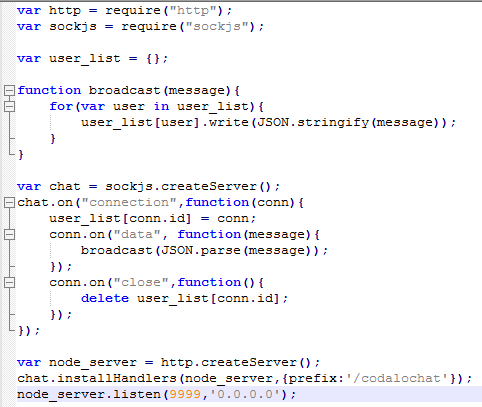 var http = require("http");
var sockjs = require("sockjs");
var user_list = {};
function broadcast(message){
for(var user in user_list){
user_list[user].write(JSON.stringify(message));
}
}
var chat = sockjs.createServer();
chat.on("connection",function(conn){
user_list[conn.id] = conn;
conn.on("data", function(message){
broadcast(JSON.parse(message));
});
conn.on("close",function(){
delete user_list[conn.id];
});
});
var node_server = http.createServer();
chat.installHandlers(node_server,{prefix:'/codalochat'});
node_server.listen(9999,'0.0.0.0');